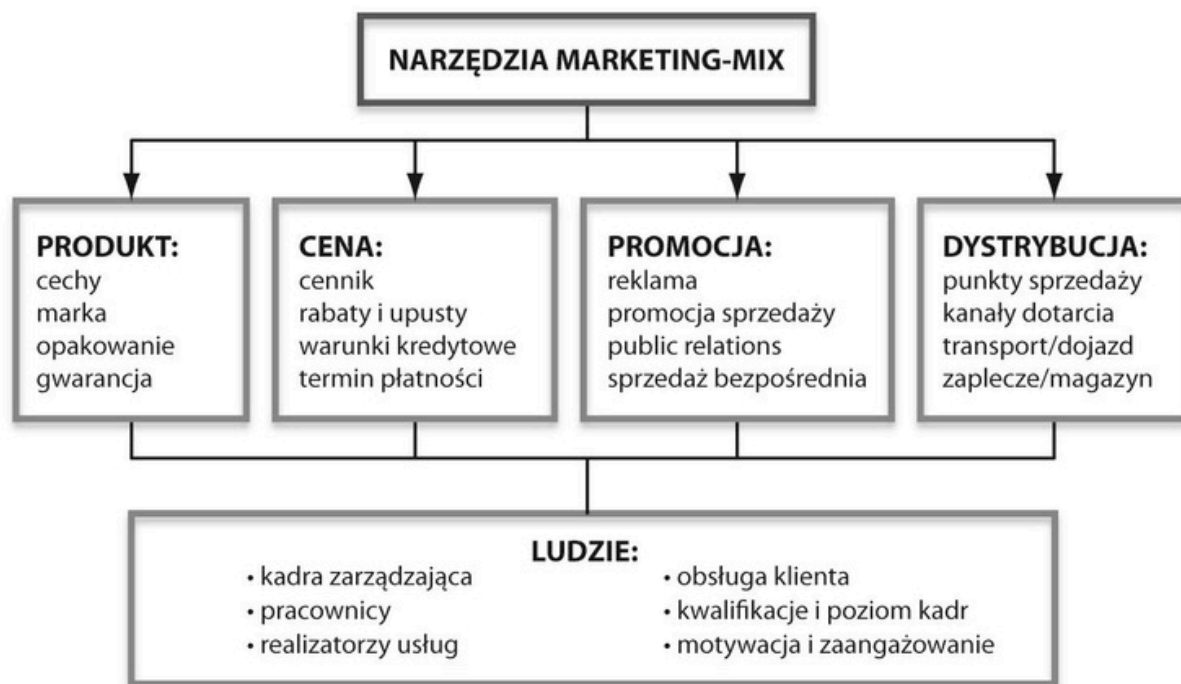 NARZĘDZIA MARKETING-MIX
PRODUKT:
cechy
marka
opakowanie
gwarancja
CENA:
cennik
rabaty i upusty
warunki kredytowe
termin płatności
PROMOCJA:
reklama
promocja sprzedaży
public relations
sprzedaż bezpośrednia
DYSTRYBUCJA:
punkty sprzedaży
kanały dotarcia
transport/dojazd
zaplecze/magazyn
LUDZIE:
• kadra zarządzająca
• pracownicy
• realizatorzy usług
• obsługa klienta
• kwalifikacje i poziom kadr
• motywacja i zaangażowanie